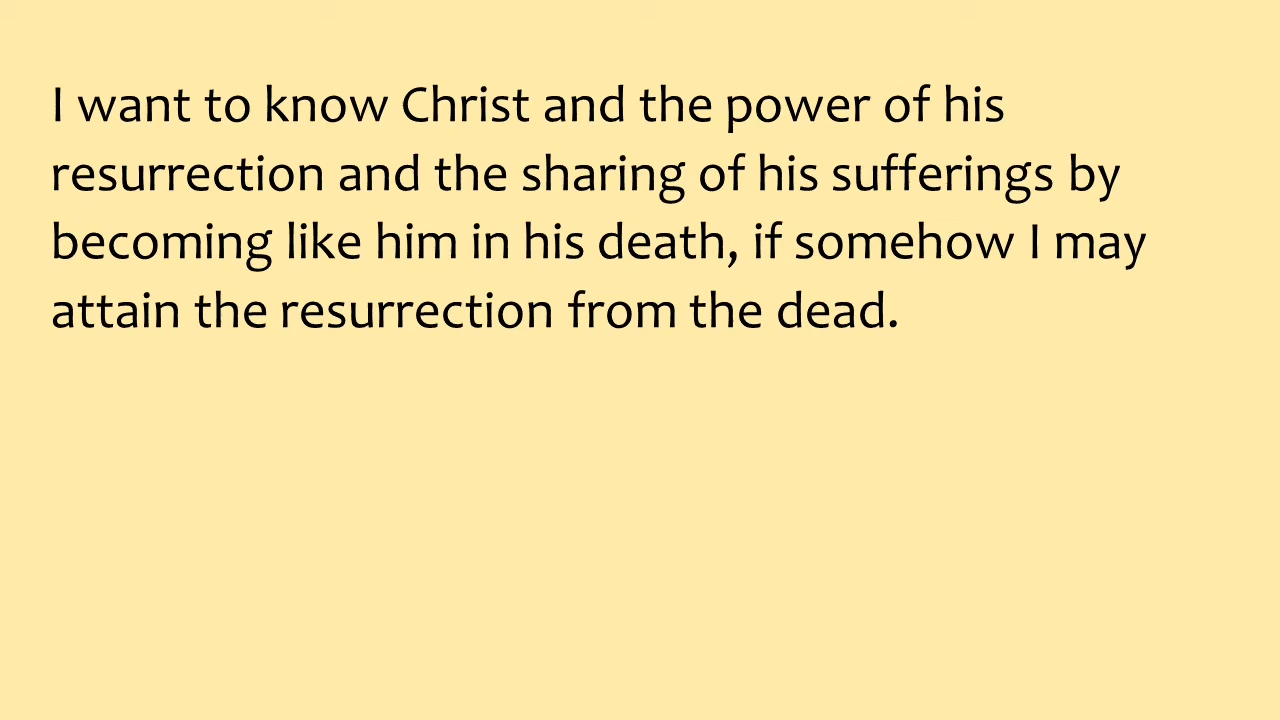 I want to know Christ and the power of his
resurrection and the sharing of his sufferings by
becoming like him in his death, if somehow I may
attain the resurrection from the dead.